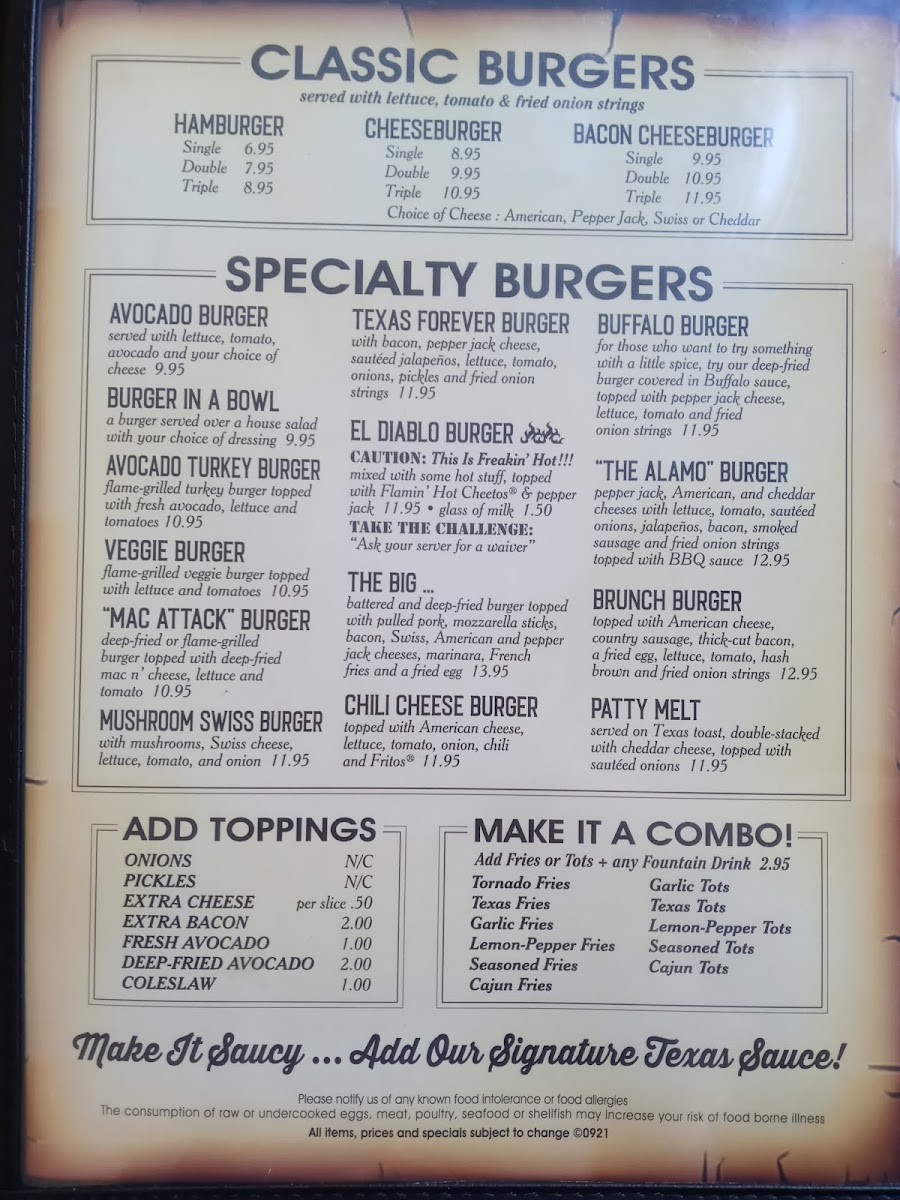 CLASSIC BURGERS
served with lettuce, tomato & fried onion strings
HAMBURGER
Single 6.95
Double 7.95
Triple 8.95
CHEESEBURGER
Single 8.95
Double 9.95
Triple 10.95
BACON CHEESEBURGER
Single 9.95
Double 10.95
Triple 11.95
Choice of Cheese : American, Pepper Jack, Swiss or Cheddar
SPECIALTY BURGERS
AVOCADO BURGER
served with lettuce, tomato,
avocado and your choice of
cheese 9.95
BURGER IN A BOWL
a burger served over a house salad
with your choice of dressing 9.95
AVOCADO TURKEY BURGER
flame-grilled turkey burger topped
with fresh avocado, lettuce and
tomatoes 10.95
VEGGIE BURGER
flame-grilled veggie burger topped
with lettuce and tomatoes 10.95
"MAC ATTACK" BURGER
deep-fried or flame-grilled
burger topped with deep-fried
mac n' cheese, lettuce and
tomato 10.95
MUSHROOM SWISS BURGER
with mushrooms, Swiss cheese,
lettuce, tomato, and onion 11.95
TEXAS FOREVER BURGER
with bacon, pepper jack cheese,
sautéed jalapeños, lettuce, tomato,
onions, pickles and fried onion
strings 11.95
EL DIABLO BURGER
CAUTION: This Is Freakin' Hot!!!
mixed with some hot stuff, topped
with Flamin' Hot Cheetos® & pepper
jack 11.95 • glass of milk 1.50
TAKE THE CHALLENGE:
"Ask your server for a waiver"
THE BIG ...
battered and deep-fried burger topped
with pulled pork, mozzarella sticks,
bacon, Swiss, American and pepper
jack cheeses, marinara, French
fries and a fried egg 13.95
CHILI CHEESE BURGER
topped with American cheese,
lettuce, tomato, onion, chili
and Fritos® 11.95
BUFFALO BURGER
for those who want to try something
with a little spice, try our deep-fried
burger covered in Buffalo sauce,
topped with pepper jack cheese,
lettuce, tomato and fried
onion strings 11.95
"THE ALAMO" BURGER
pepper jack, American, and cheddar
cheeses with lettuce, tomato, sautéed
onions, jalapeños, bacon, smoked
sausage and fried onion strings
topped with BBQ sauce 12.95
BRUNCH BURGER
topped with American cheese,
country sausage, thick-cut bacon,
a fried egg, lettuce, tomato, hash
brown and fried onion strings 12.95
PATTY MELT
served on Texas toast, double-stacked
with cheddar cheese, topped with
sautéed onions 11.95
ADD TOPPINGS
ONIONS N/C
PICKLES N/C
EXTRA CHEESE per slice .50
EXTRA BACON 2.00
FRESH AVOCADO 1.00
DEEP-FRIED AVOCADO 2.00
COLESLAW 1.00
MAKE IT A COMBO!
Add Fries or Tots + any Fountain Drink 2.95
Tornado Fries
Texas Fries
Garlic Fries
Lemon-Pepper Fries
Seasoned Fries
Cajun Fries
Garlic Tots
Texas Tots
Lemon-Pepper Tots
Seasoned Tots
Cajun Tots
Make It Saucy ... Add Our Signature Texas Sauce!
Please notify us of any known food intolerance or food allergies
The consumption of raw or undercooked eggs, meat, poultry, seafood or shellfish may increase your risk of food borne illness
All items, prices and specials subject to change ©0921